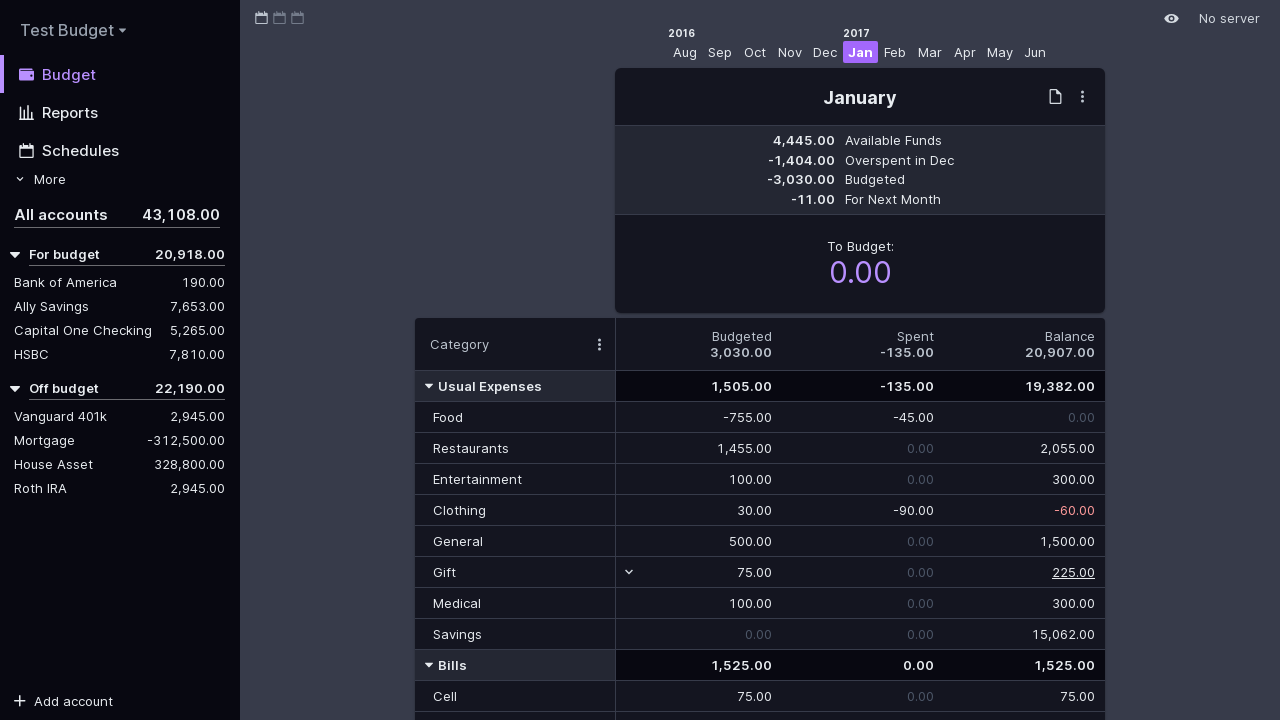 Test Budget
Budget
Reports
Schedules
More
All accounts 43,108.00
For budget 20,918.00
Bank of America 190.00
Ally Savings 7,653.00
Capital One Checking 5,265.00
HSBC 7,810.00
Off budget 22,190.00
Vanguard 401k 2,945.00
Mortgage -312,500.00
House Asset 328,800.00
Roth IRA 2,945.00
Add account
No server
2016 2017
Aug Sep Oct Nov Dec Jan Feb Mar Apr May Jun
January
4,445.00 Available Funds
-1,404.00 Overspent in Dec
-3,030.00 Budgeted
-11.00 For Next Month
To Budget:
0.00
Category Budgeted Spent Balance
3,030.00 -135.00 20,907.00
Usual Expenses 1,505.00 -135.00 19,382.00
Food -755.00 -45.00 0.00
Restaurants 1,455.00 0.00 2,055.00
Entertainment 100.00 0.00 300.00
Clothing 30.00 -90.00 -60.00
General 500.00 0.00 1,500.00
Gift 75.00 0.00 225.00
Medical 100.00 0.00 300.00
Savings 0.00 0.00 15,062.00
Bills 1,525.00 0.00 1,525.00
Cell 75.00 0.00 75.00